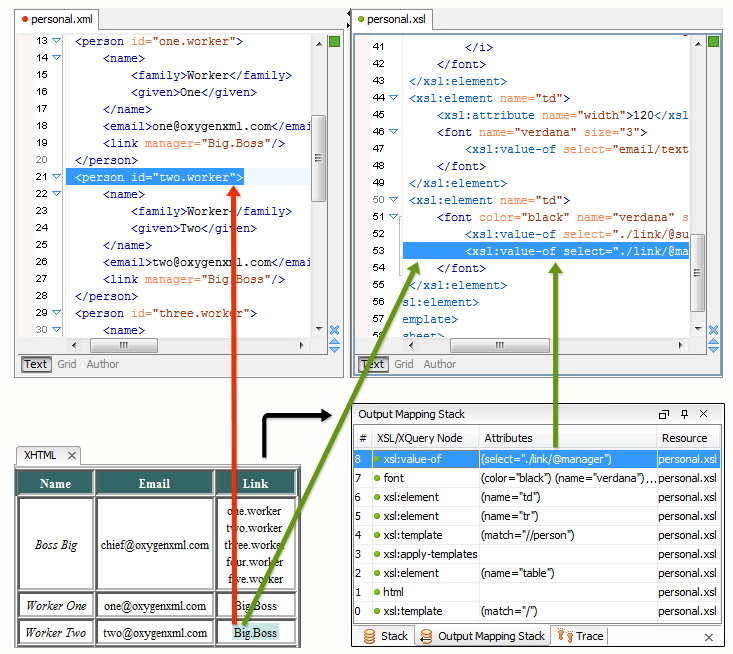 personal.xml
13 <person id="one.worker">
14 <name>
15 <family>Worker</family>
16 <given>One</given>
17 </name>
18 <email>one@oxygenxml.com</emai
19 <link manager="Big.Boss"/>
20 </person>
21 <person id="two.worker">
22 <name>
23 <family>Worker</family>
24 <given>Two</given>
25 </name>
26 <email>two@oxygenxml.com</emai
27 <link manager="Big.Boss"/>
28 </person>
29 <person id="three.worker">
30 <name>
Text Grid Author
personal.xsl
41 </i>
42 </font>
43 </xsl:element>
44 <xsl:element name="td">
45 <xsl:attribute name="width">120</xsl
46 <font name="verdana" size="3">
47 <xsl:value-of select="email/text
48 </font>
49 </xsl:element>
50 <xsl:element name="td">
51 <font color="black" name="verdana" s
52 <xsl:value-of select="./link/@su
53 <xsl:value-of select="./link/@ma
54 </font>
55 </xsl:element>
56 sl:element>
57 emplate>
58 sheet>
Text Grid Author
XHTML
Name Email Link
Boss Big chief@oxygenxml.com one.worker
two.worker
three.worker
four.worker
five.worker
Worker One one@oxygenxml.com Big.Boss
Worker Two two@oxygenxml.com Big.Boss
Output Mapping Stack
# XSL/XQuery Node Attributes Resource
8 xsl:value-of (select="./link/@manager") personal.xsl
7 font (color="black") (name="verdana") ... personal.xsl
6 xsl:element (name="td") personal.xsl
5 xsl:element (name="tr") personal.xsl
4 xsl:template (match="//person") personal.xsl
3 xsl:apply-templates personal.xsl
2 xsl:element (name="table") personal.xsl
1 html personal.xsl
0 xsl:template (match="/") personal.xsl
Stack Output Mapping Stack Trace